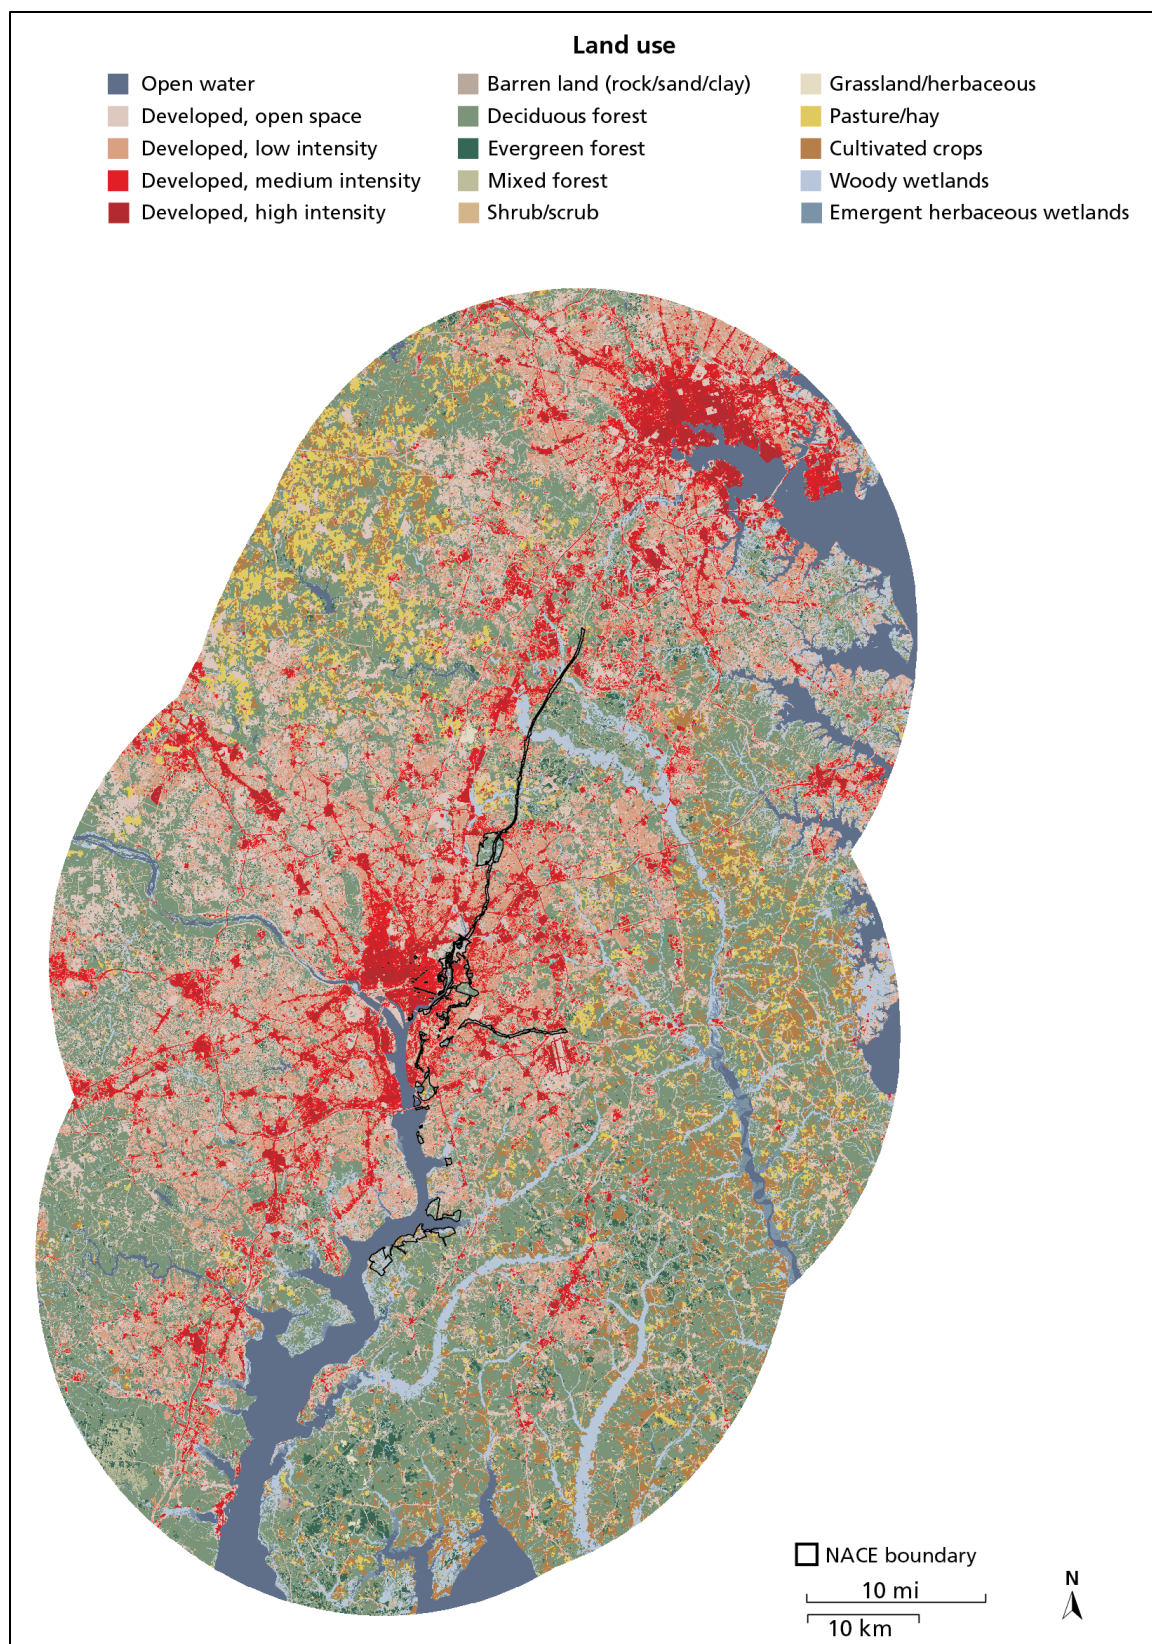 Land use
Open water
Developed, open space
Developed, low intensity
Developed, medium intensity
Developed, high intensity
Barren land (rock/sand/clay)
Deciduous forest
Evergreen forest
Mixed forest
Shrub/scrub
Grassland/herbaceous
Pasture/hay
Cultivated crops
Woody wetlands
Emergent herbaceous wetlands
NACE boundary
10 mi
10 km
N